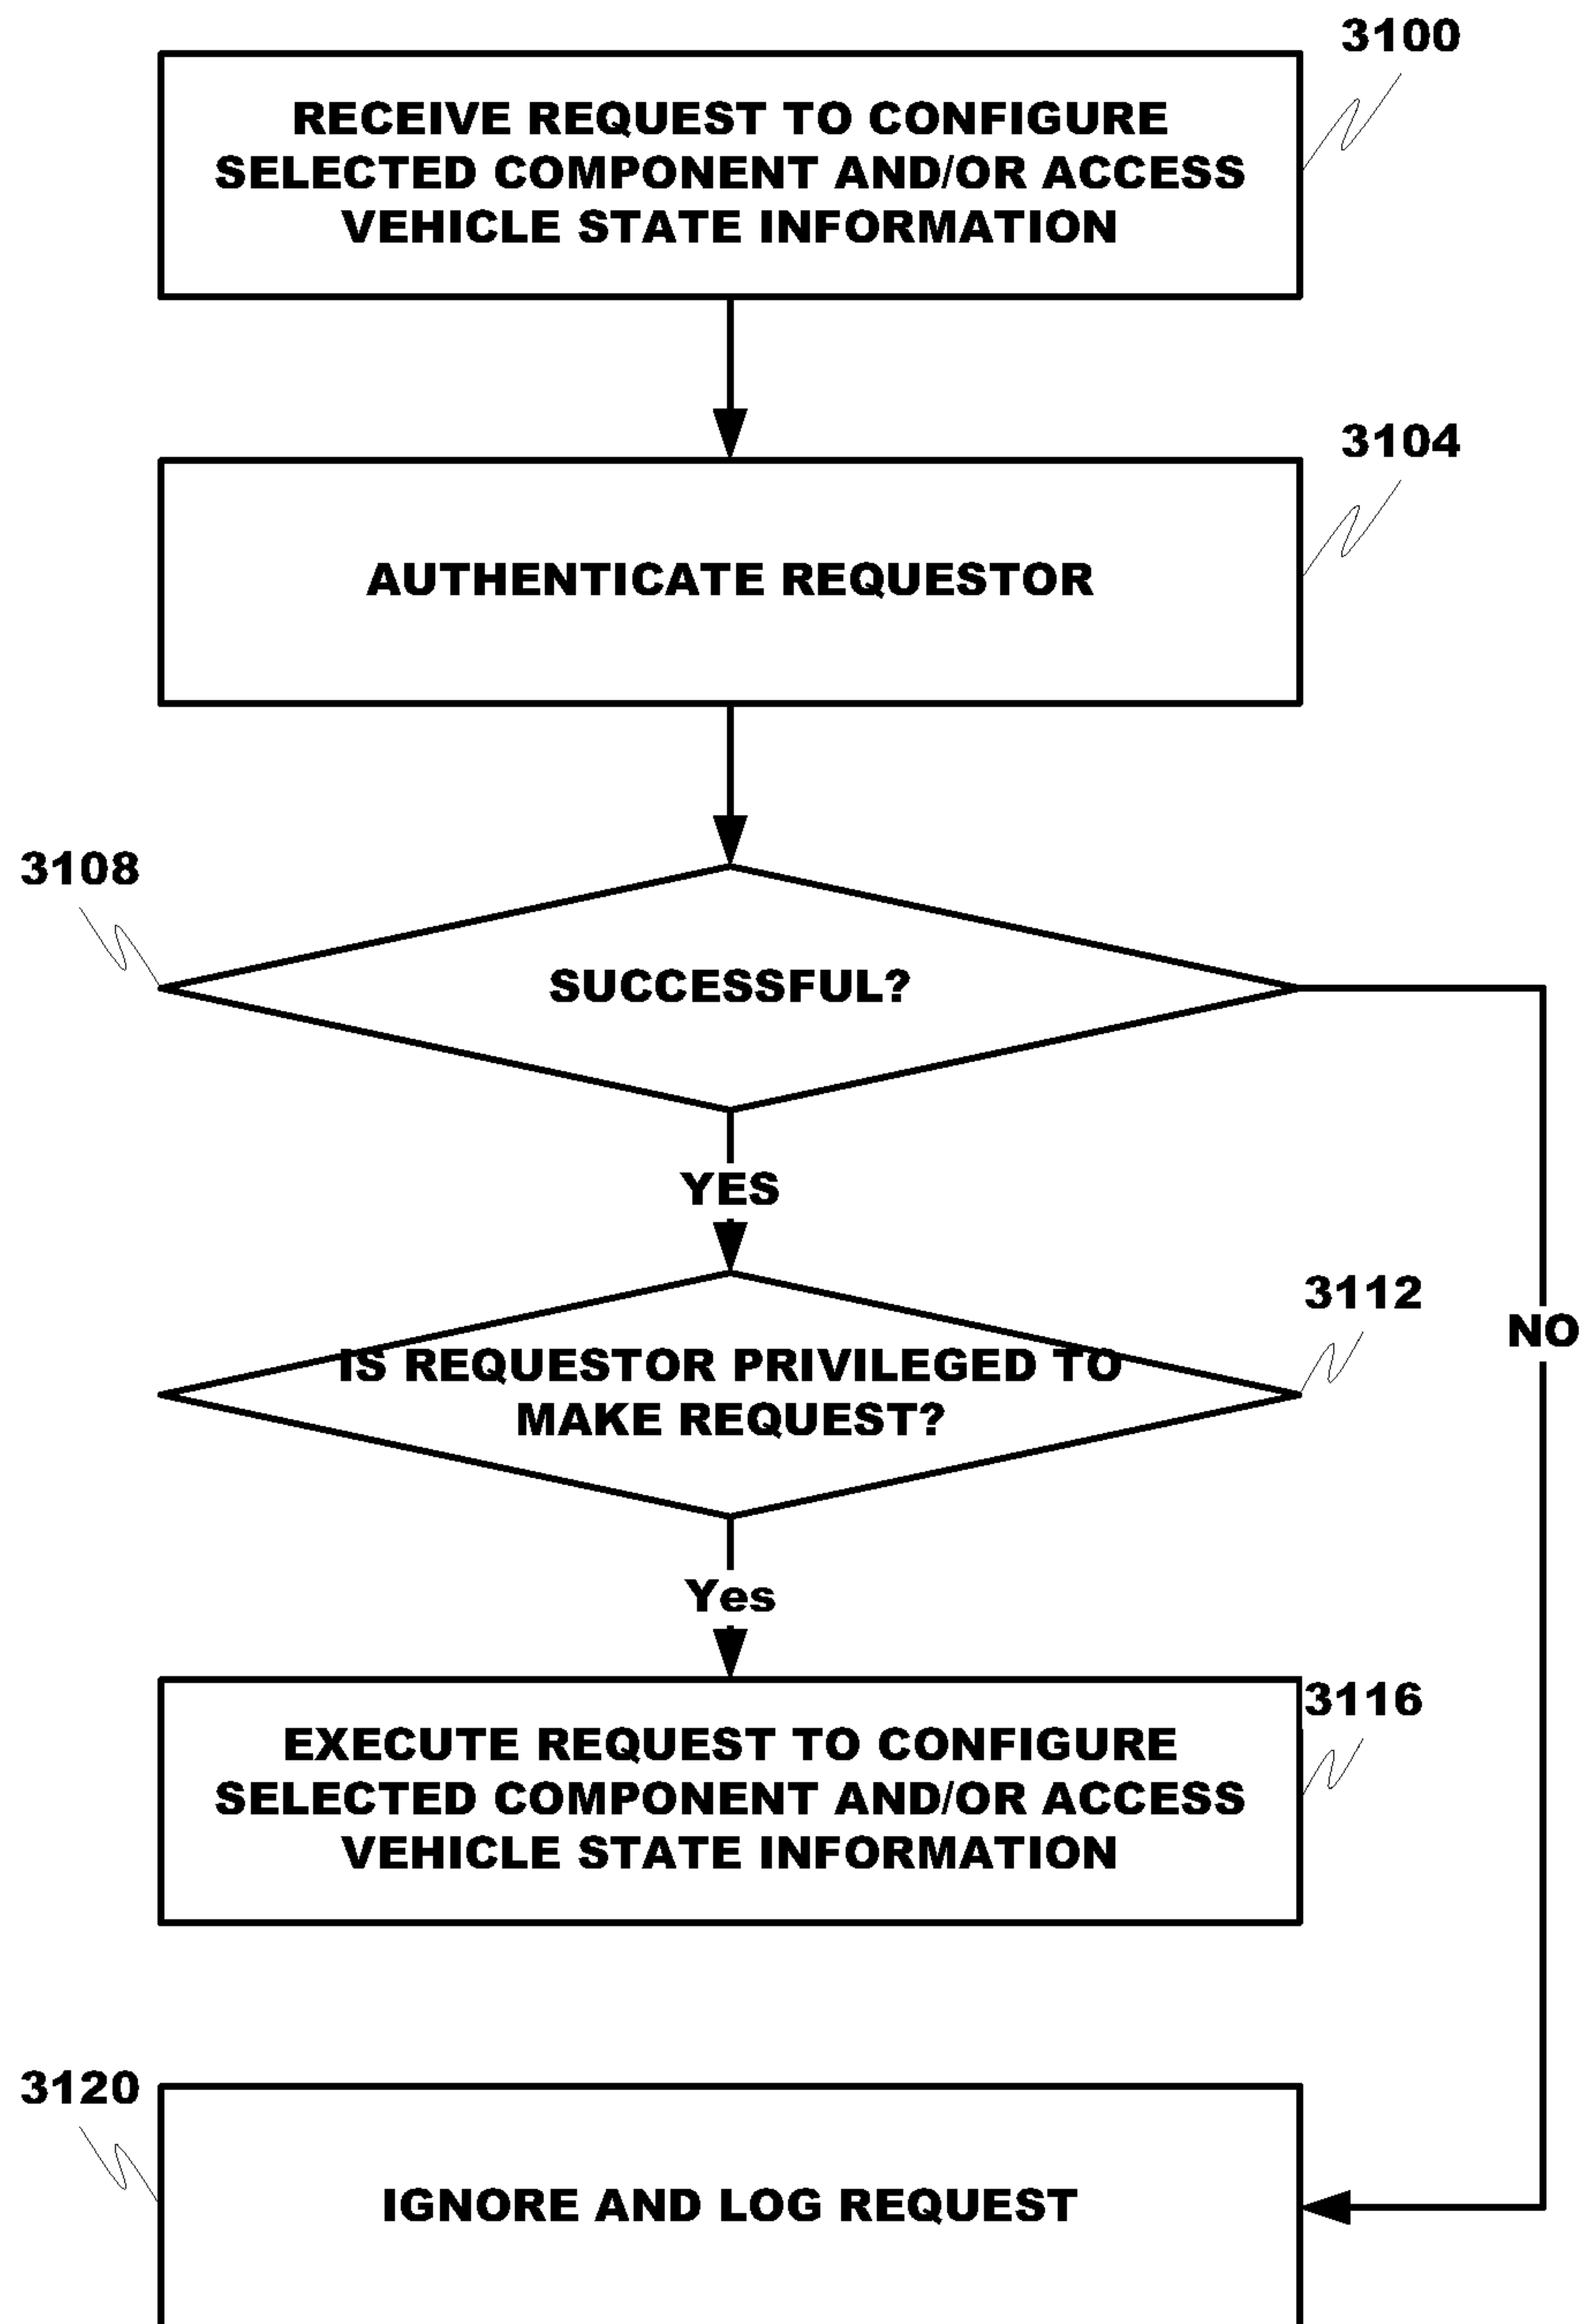 3100
RECEIVE REQUEST TO CONFIGURE
SELECTED COMPONENT AND/OR ACCESS
VEHICLE STATE INFORMATION
3104
AUTHENTICATE REQUESTOR
3108
SUCCESSFUL?
YES
3112
NO
IS REQUESTOR PRIVILEGED TO
MAKE REQUEST?
Yes
3116
EXECUTE REQUEST TO CONFIGURE
SELECTED COMPONENT AND/OR ACCESS
VEHICLE STATE INFORMATION
3120
IGNORE AND LOG REQUEST